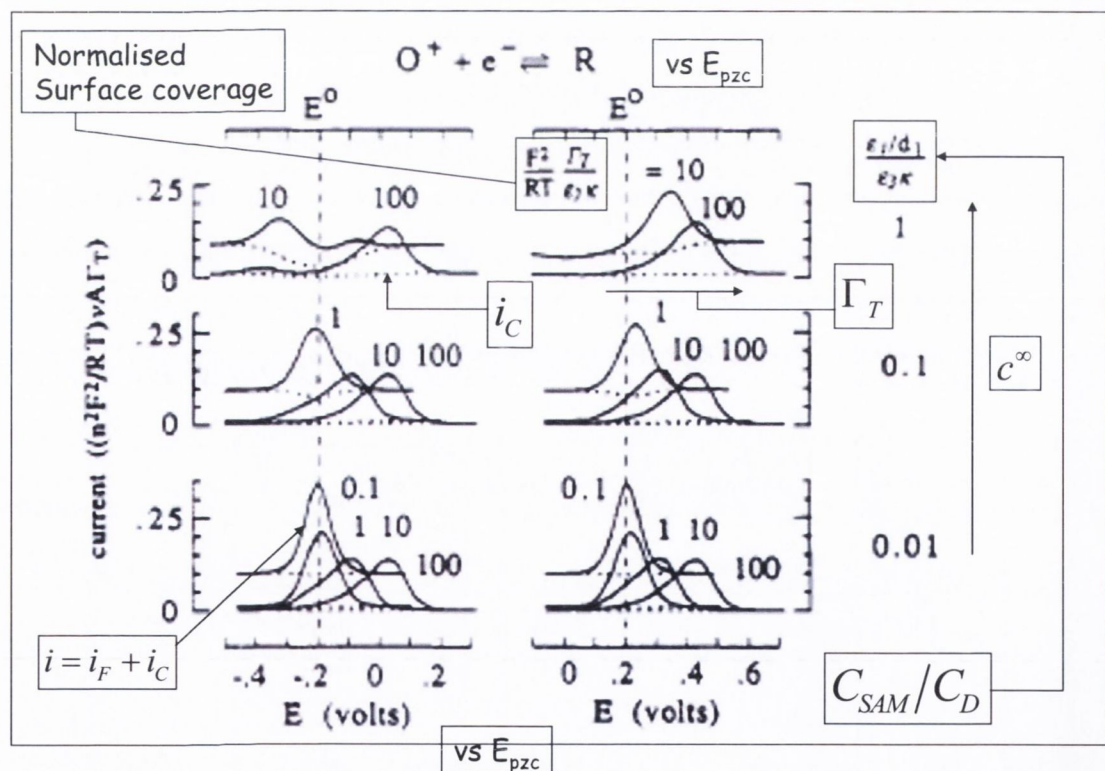 Normalised
Surface coverage
O⁺ + e⁻ ⇌ R
vs E_pzc
E⁰ E⁰
F²/RT Γ_T/ε₃κ = 10
ε₁/d₁ / ε₃κ
.25 10 100 100 1
0
i_C
Γ_T
.25 1 10 100 1 10 100 0.1
0
c^∞
current ((n²F²/RT)νAΓ_T)
.25 0.1 1 10 100 0.1 1 10 100 0.01
0
i = i_F + i_C
-.4 -.2 0 .2 0 .2 .4 .6
E (volts) E (volts)
C_SAM/C_D
vs E_pzc